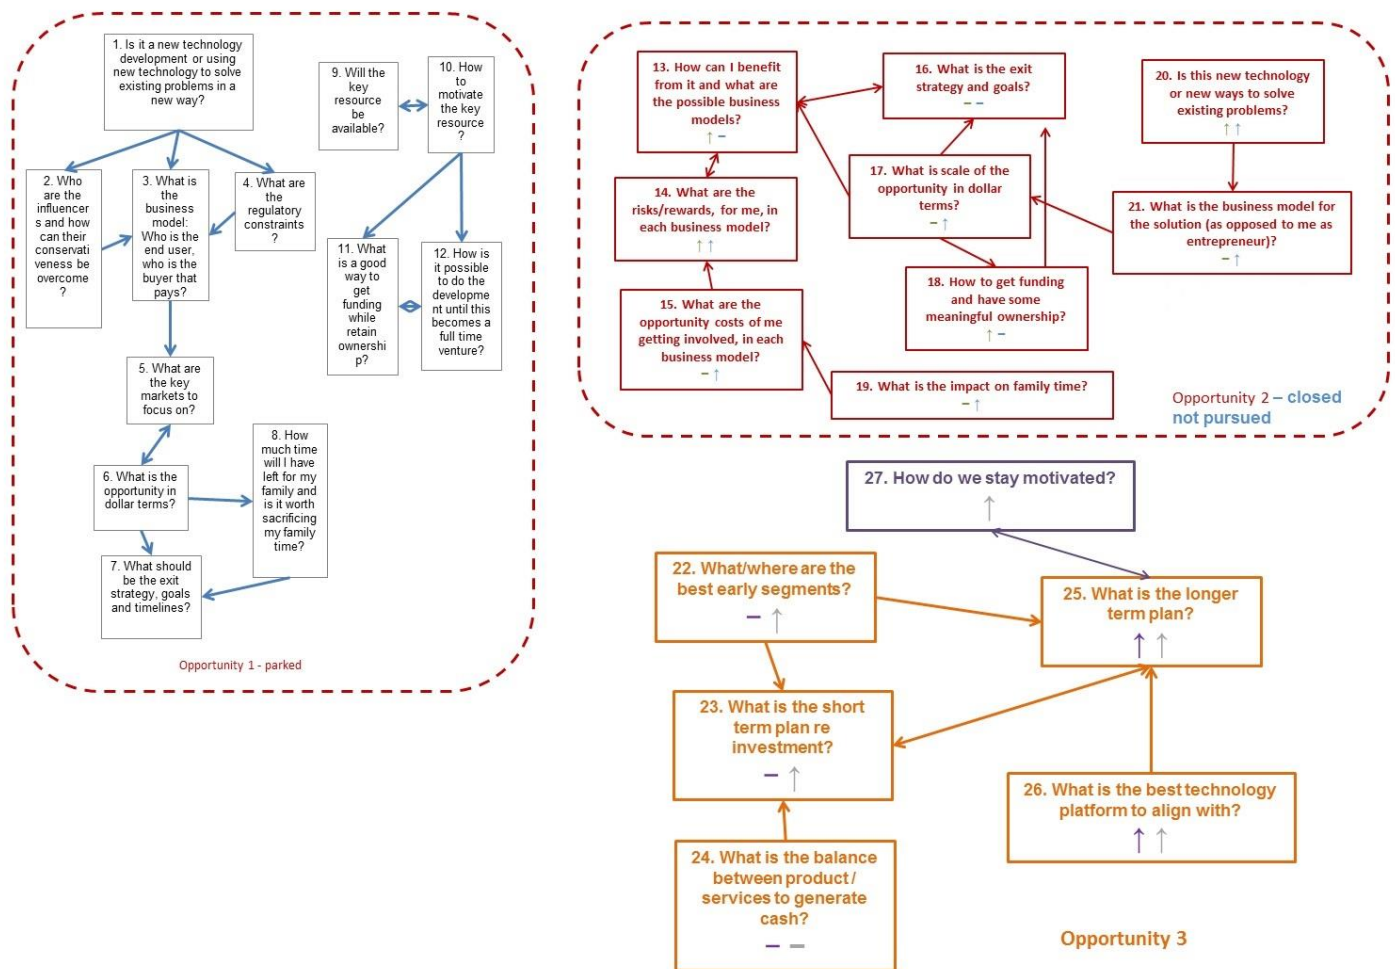 1. Is it a new technology
development or using
new technology to solve
existing problems in a
new way?
9. Will the
key
resource
be
available?
10. How
to
motivate
the key
resource
?
2. Who
are the
influencer
s and how
can their
conservati
veness be
overcome
?
3. What is
the
business
model:
Who is the
end user,
who is the
buyer that
pays?
4. What are
the
regulatory
constraints
?
11. What
is a good
way to
get
funding
while
retain
ownershi
p?
12. How is
it possible
to do the
developme
nt until this
becomes a
full time
venture?
5. What are
the key
markets to
focus on?
6. What is the
opportunity in
dollar terms?
8. How
much time
will I have
left for my
family and
is it worth
sacrificing
my family
time?
7. What should
be the exit
strategy, goals
and timelines?
Opportunity 1 - parked
13. How can I benefit
from it and what are
the possible business
models?
↑ –
16. What is the exit
strategy and goals?
– –
20. Is this new technology
or new ways to solve
existing problems?
↑ ↑
14. What are the
risks/rewards, for me, in
each business model?
↑ ↑
17. What is scale of the
opportunity in dollar
terms?
– ↑
21. What is the business model for
the solution (as opposed to me as
entrepreneur)?
– ↑
15. What are the
opportunity costs of me
getting involved, in each
business model?
– ↑
18. How to get funding
and have some
meaningful ownership?
↑ –
19. What is the impact on family time?
– ↑
Opportunity 2 – closed
not pursued
27. How do we stay motivated?
↑
22. What/where are the
best early segments?
– ↑
25. What is the longer
term plan?
↑ ↑
23. What is the short
term plan re
investment?
– ↑
26. What is the best technology
platform to align with?
↑ ↑
24. What is the balance
between product /
services to generate
cash?
– –
Opportunity 3